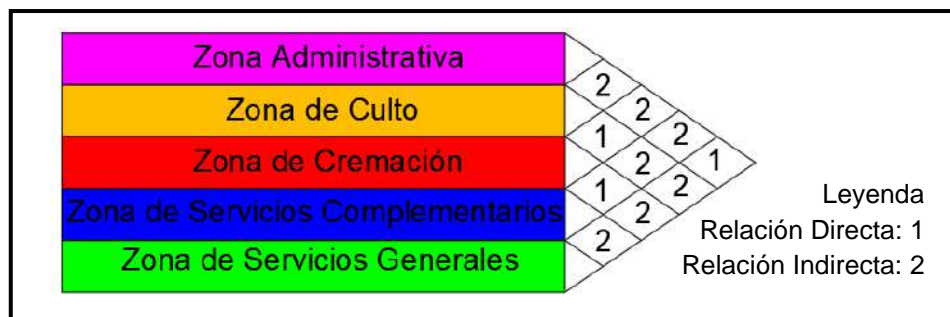 Zona Administrativa
Zona de Culto
Zona de Cremación
Zona de Servicios Complementarios
Zona de Servicios Generales
2
2
1
2
2
1
1
2
2
2
Leyenda
Relación Directa: 1
Relación Indirecta: 2